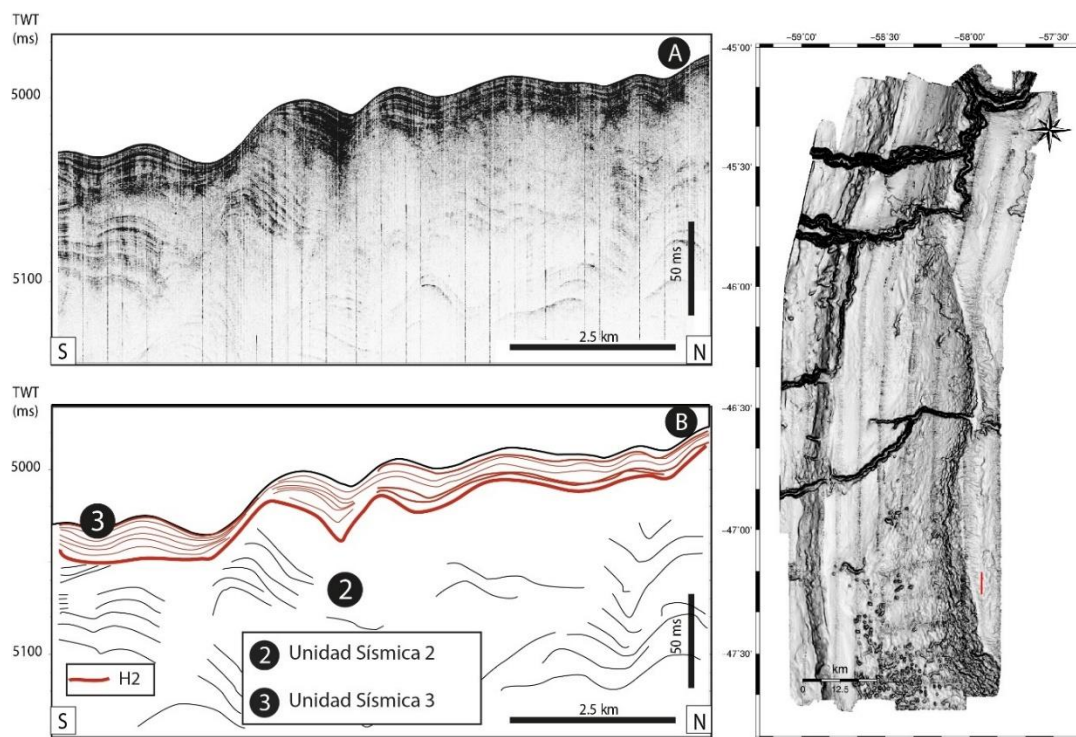 TWT
(ms)
A
5000
5100
50 ms
2.5 km
S
N
TWT
(ms)
B
5000
3
2
5100
50 ms
2 Unidad Sísmica 2
3 Unidad Sísmica 3
H2
2.5 km
S
N
−59°00' −58°30' −58°00' −57°30'
−45°00'
−45°30'
−46°00'
−46°30'
−47°00'
−47°30'
km
0 12.5